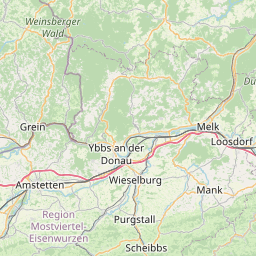 Weinsberger
Wald
Grein
Melk
Loosdorf
Ybbs an der
Donau
Amstetten
Wieselburg
Mank
Region
Mostviertel-
Eisenwurzen
Purgstall
Scheibbs